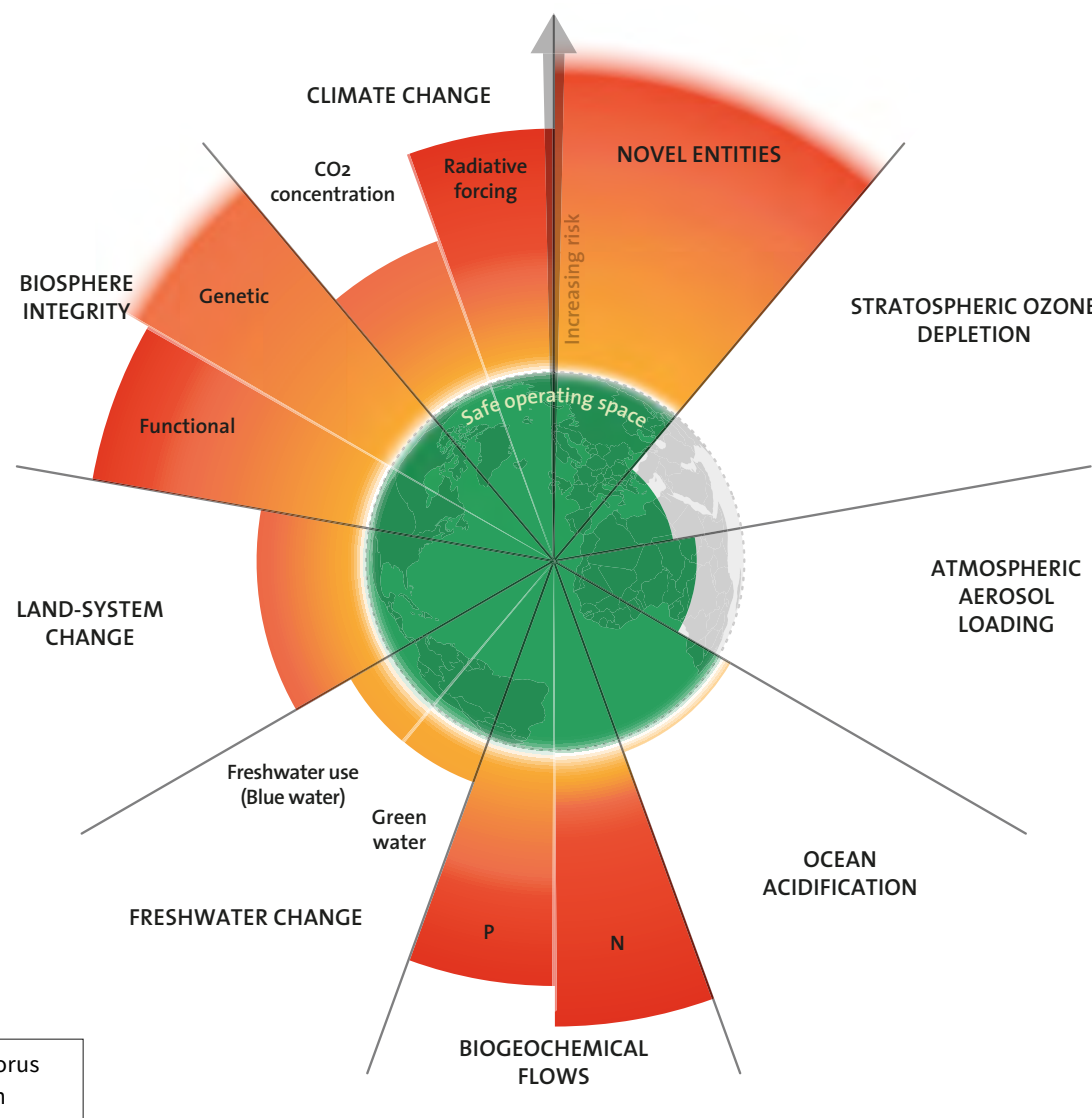 CLIMATE CHANGE
CO2
concentration
Radiative
forcing
NOVEL ENTITIES
Increasing risk
BIOSPHERE
INTEGRITY
Genetic
Functional
STRATOSPHERIC OZONE
DEPLETION
Safe operating space
ATMOSPHERIC
AEROSOL
LOADING
LAND-SYSTEM
CHANGE
Freshwater use
(Blue water)
Green
water
OCEAN
ACIDIFICATION
FRESHWATER CHANGE
P
N
BIOGEOCHEMICAL
FLOWS
orus